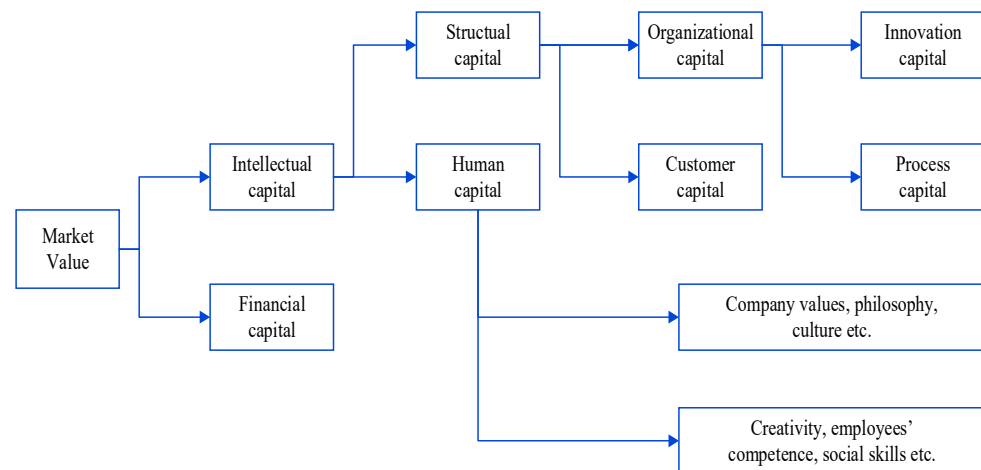 Structual
capital
Organizational
capital
Innovation
capital
Intellectual
capital
Human
capital
Customer
capital
Process
capital
Market
Value
Financial
capital
Company values, philosophy,
culture etc.
Creativity, employees’
competence, social skills etc.